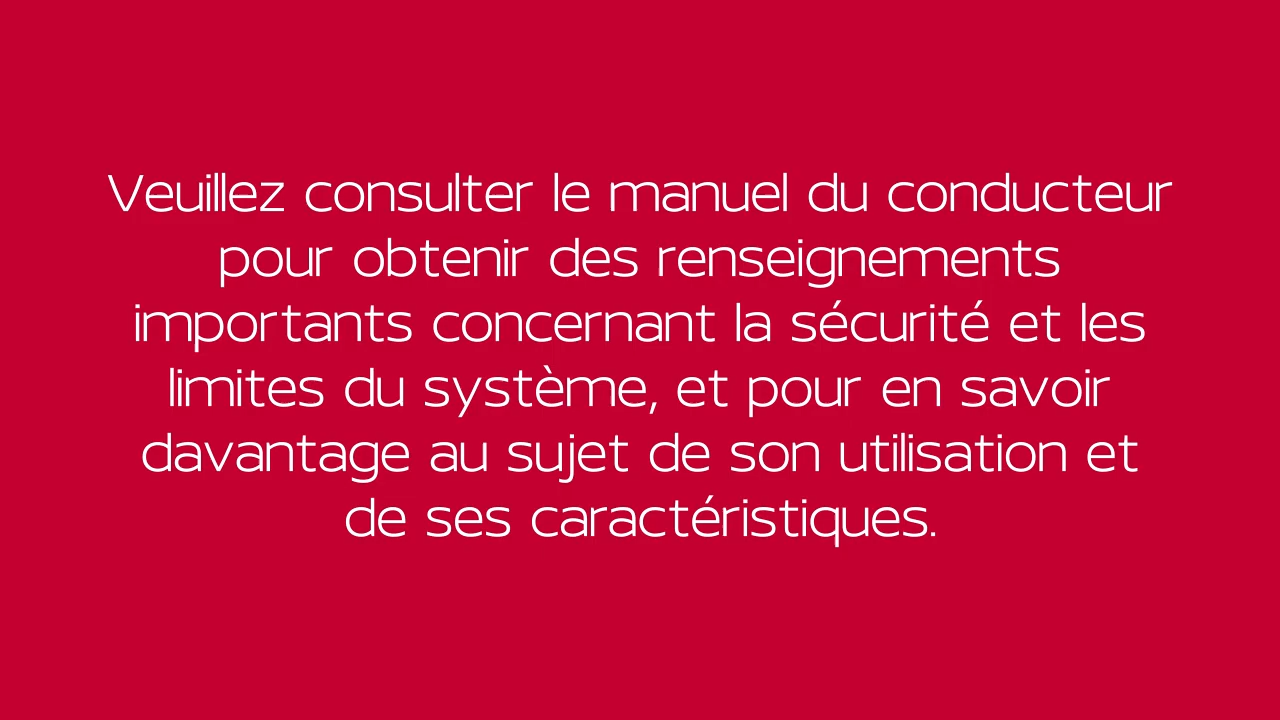 Veuillez consulter le manuel du conducteur
pour obtenir des renseignements
importants concernant la sécurité et les
limites du système, et pour en savoir
davantage au sujet de son utilisation et
de ses caractéristiques.